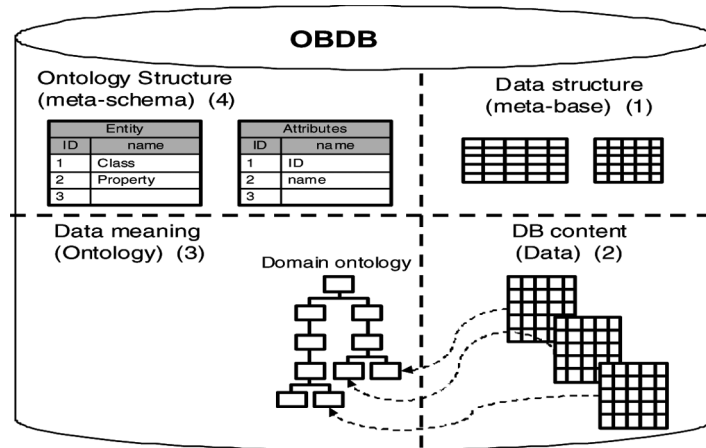 OBDB
Ontology Structure
(meta-schema) (4)
Entity
ID name
1 Class
2 Property
3
Attributes
ID name
1 ID
2 name
3
Data structure
(meta-base) (1)
Data meaning
(Ontology) (3)
Domain ontology
DB content
(Data) (2)